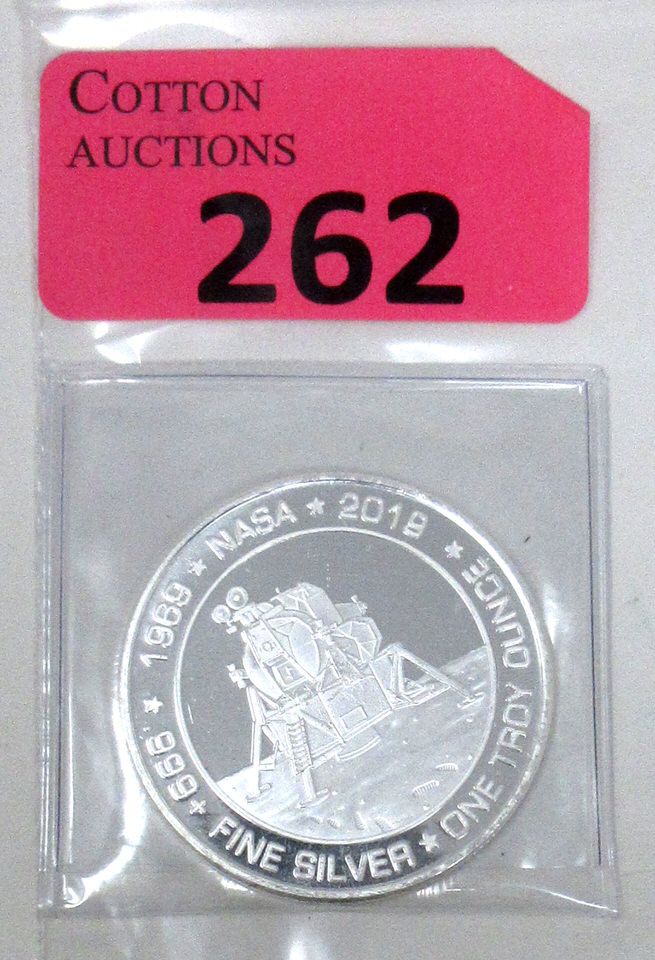 COTTON
AUCTIONS
262
1969 ★ NASA ★ 2019 ★ ONE TROY OUNCE ★ FINE SILVER + .999 ★